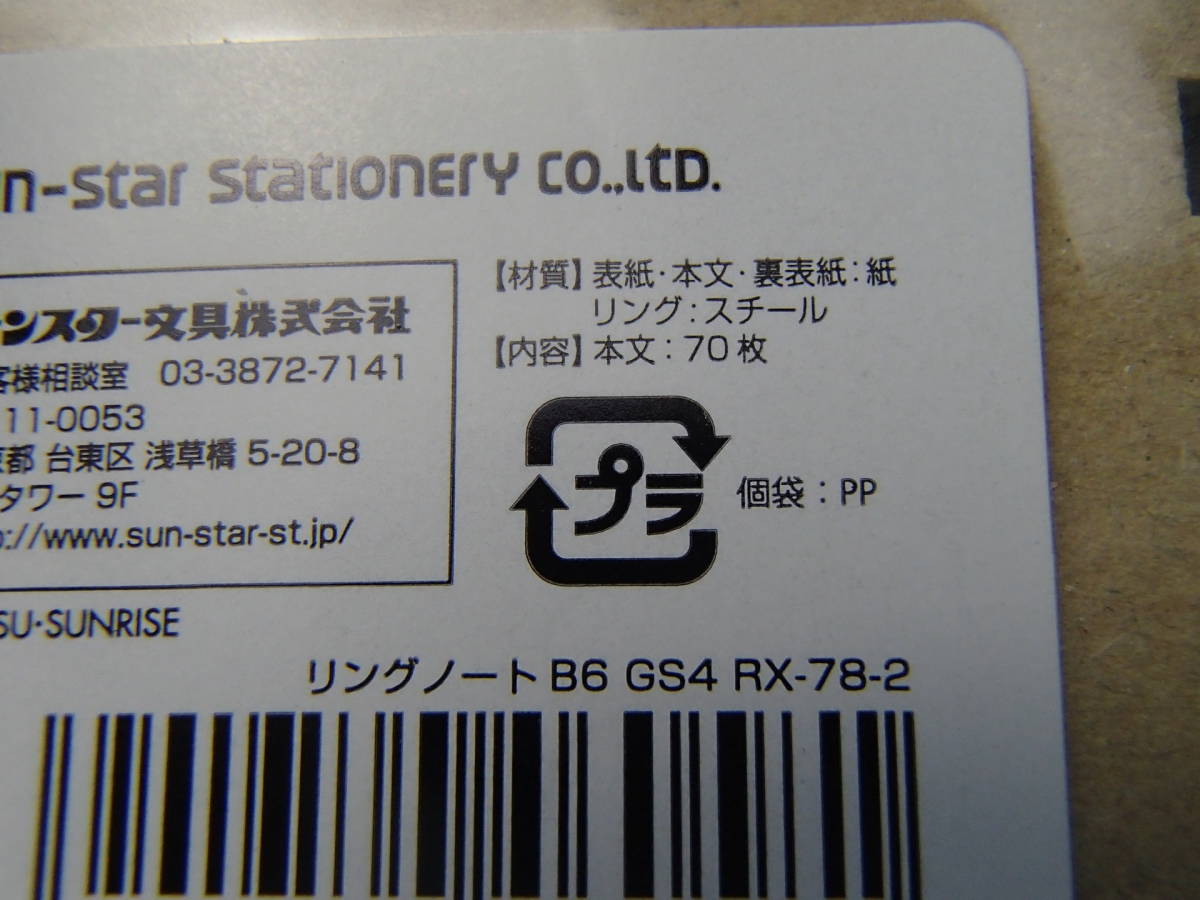 n-star stationery co.,ltd.
ンスター文具株式会社
客様相談室 03-3872-7141
11-0053
京都 台東区 浅草橋 5-20-8
タワー 9F
://www.sun-star-st.jp/
SU·SUNRISE
【材質】表紙・本文・裏表紙：紙
リング：スチール
【内容】本文：70枚
プラ 個袋：PP
リングノート B6 GS4 RX-78-2